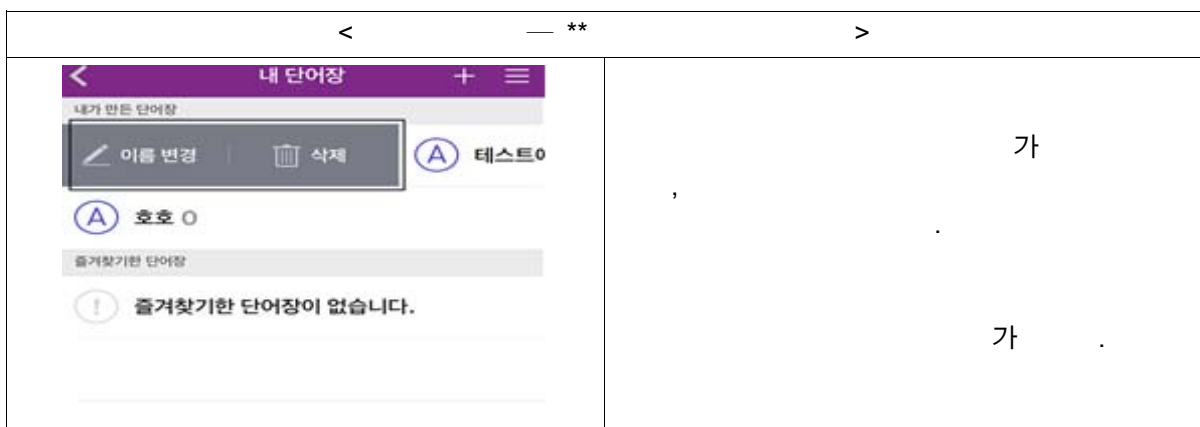 < — ** >
내 단어장
내가 만든 단어장
이름 변경 삭제 A 테스트이
A 호호 0
즐겨찾기한 단어장
! 즐겨찾기한 단어장이 없습니다.
가
,
.
가 .